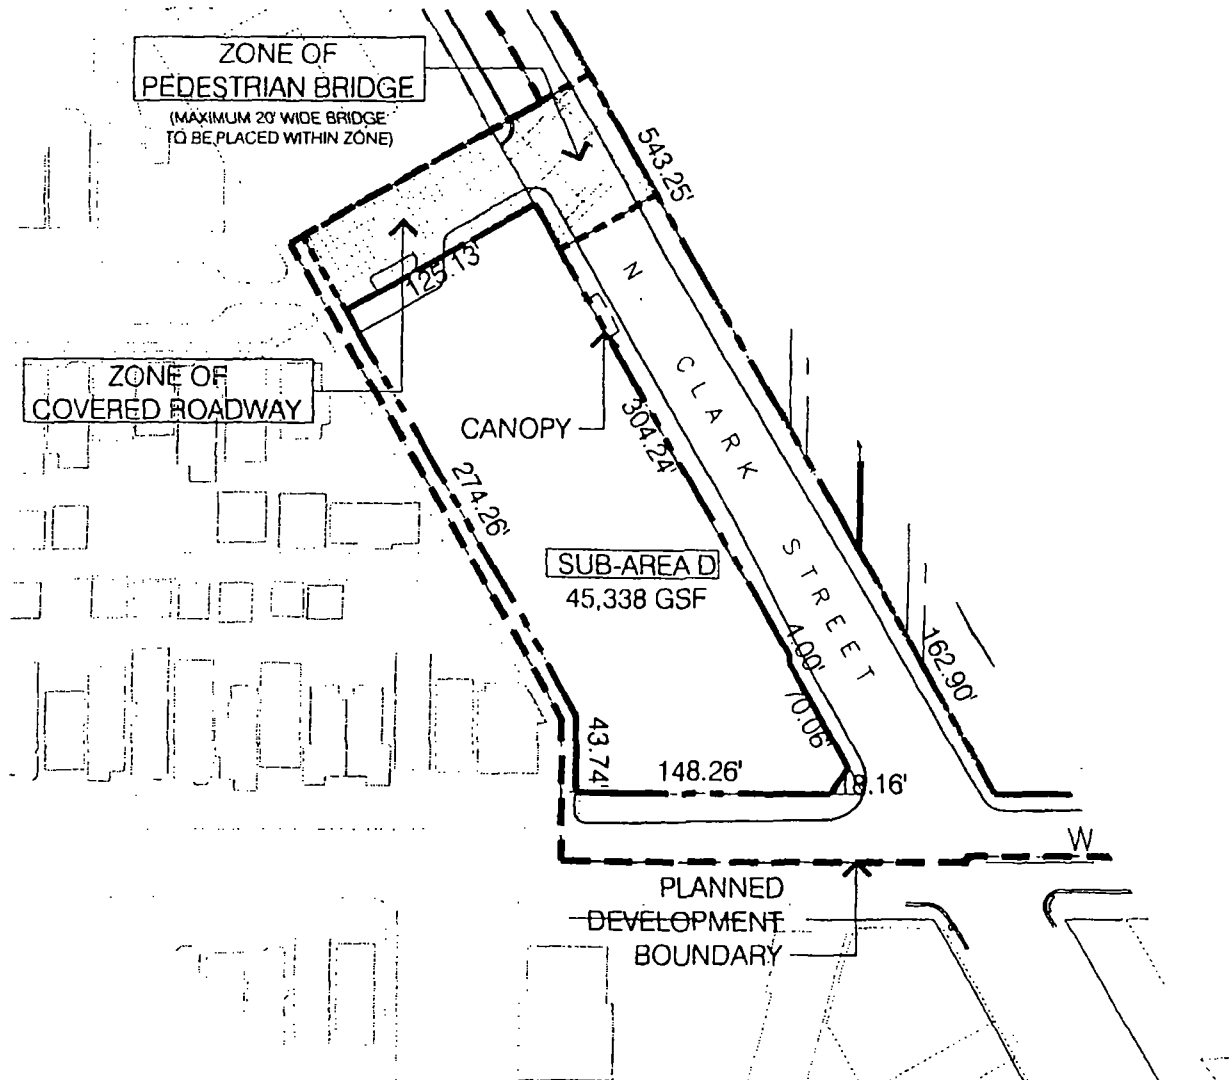 ZONE OF
PEDESTRIAN BRIDGE
(MAXIMUM 20' WIDE BRIDGE
TO BE PLACED WITHIN ZONE)
543.25'
125.13'
N. CLARK STREET
ZONE OF
COVERED ROADWAY
CANOPY
304.24'
274.26'
SUB-AREA D
45,338 GSF
4.00'
162.90'
70.06'
43.74'
148.26'
18.16'
W
PLANNED
DEVELOPMENT
BOUNDARY